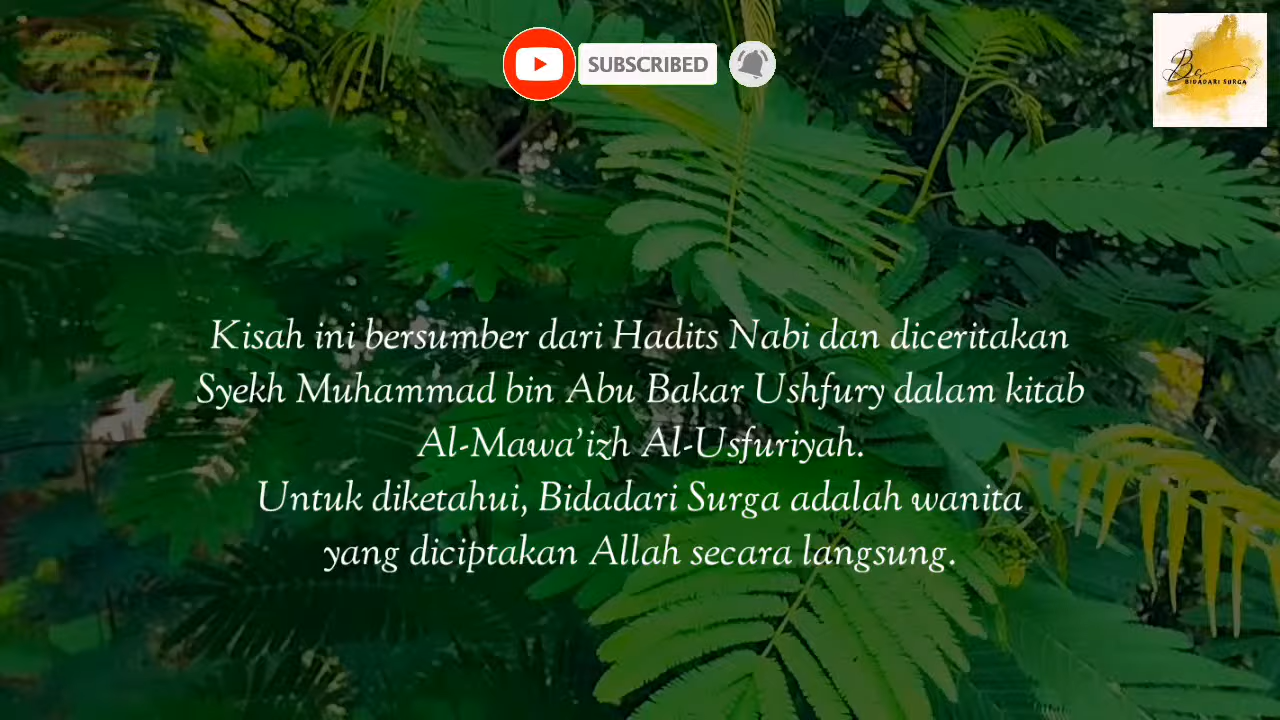 SUBSCRIBED
Be
BIDADARI SURGA
Kisah ini bersumber dari Hadits Nabi dan diceritakan
Syekh Muhammad bin Abu Bakar Ushfury dalam kitab
Al-Mawa'izh Al-Usfuriyah.
Untuk diketahui, Bidadari Surga adalah wanita
yang diciptakan Allah secara langsung.